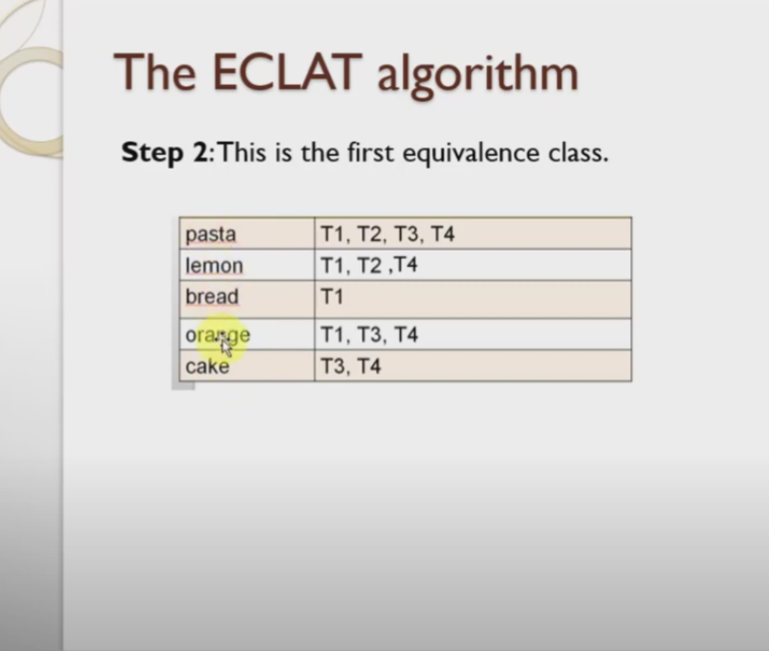 The ECLAT algorithm
Step 2:This is the first equivalence class.
pasta T1, T2, T3, T4
lemon T1, T2 ,T4
bread T1
orange T1, T3, T4
cake T3, T4